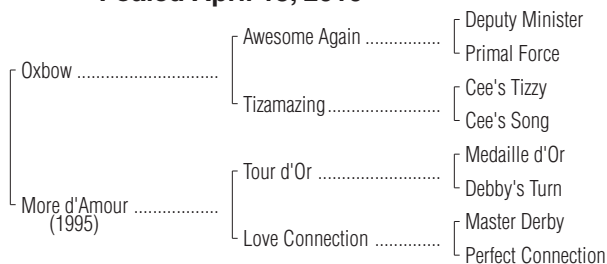 Foaled April
Deputy Minister
Awesome Again ................
Primal Force
Oxbow ..............................
Cee's Tizzy
Tizamazing........................
Cee's Song
Medaille d'Or
Tour d'Or ..........................
Debby's Turn
More d'Amour ..................
(1995)
Master Derby
Love Connection ..............
Perfect Connection